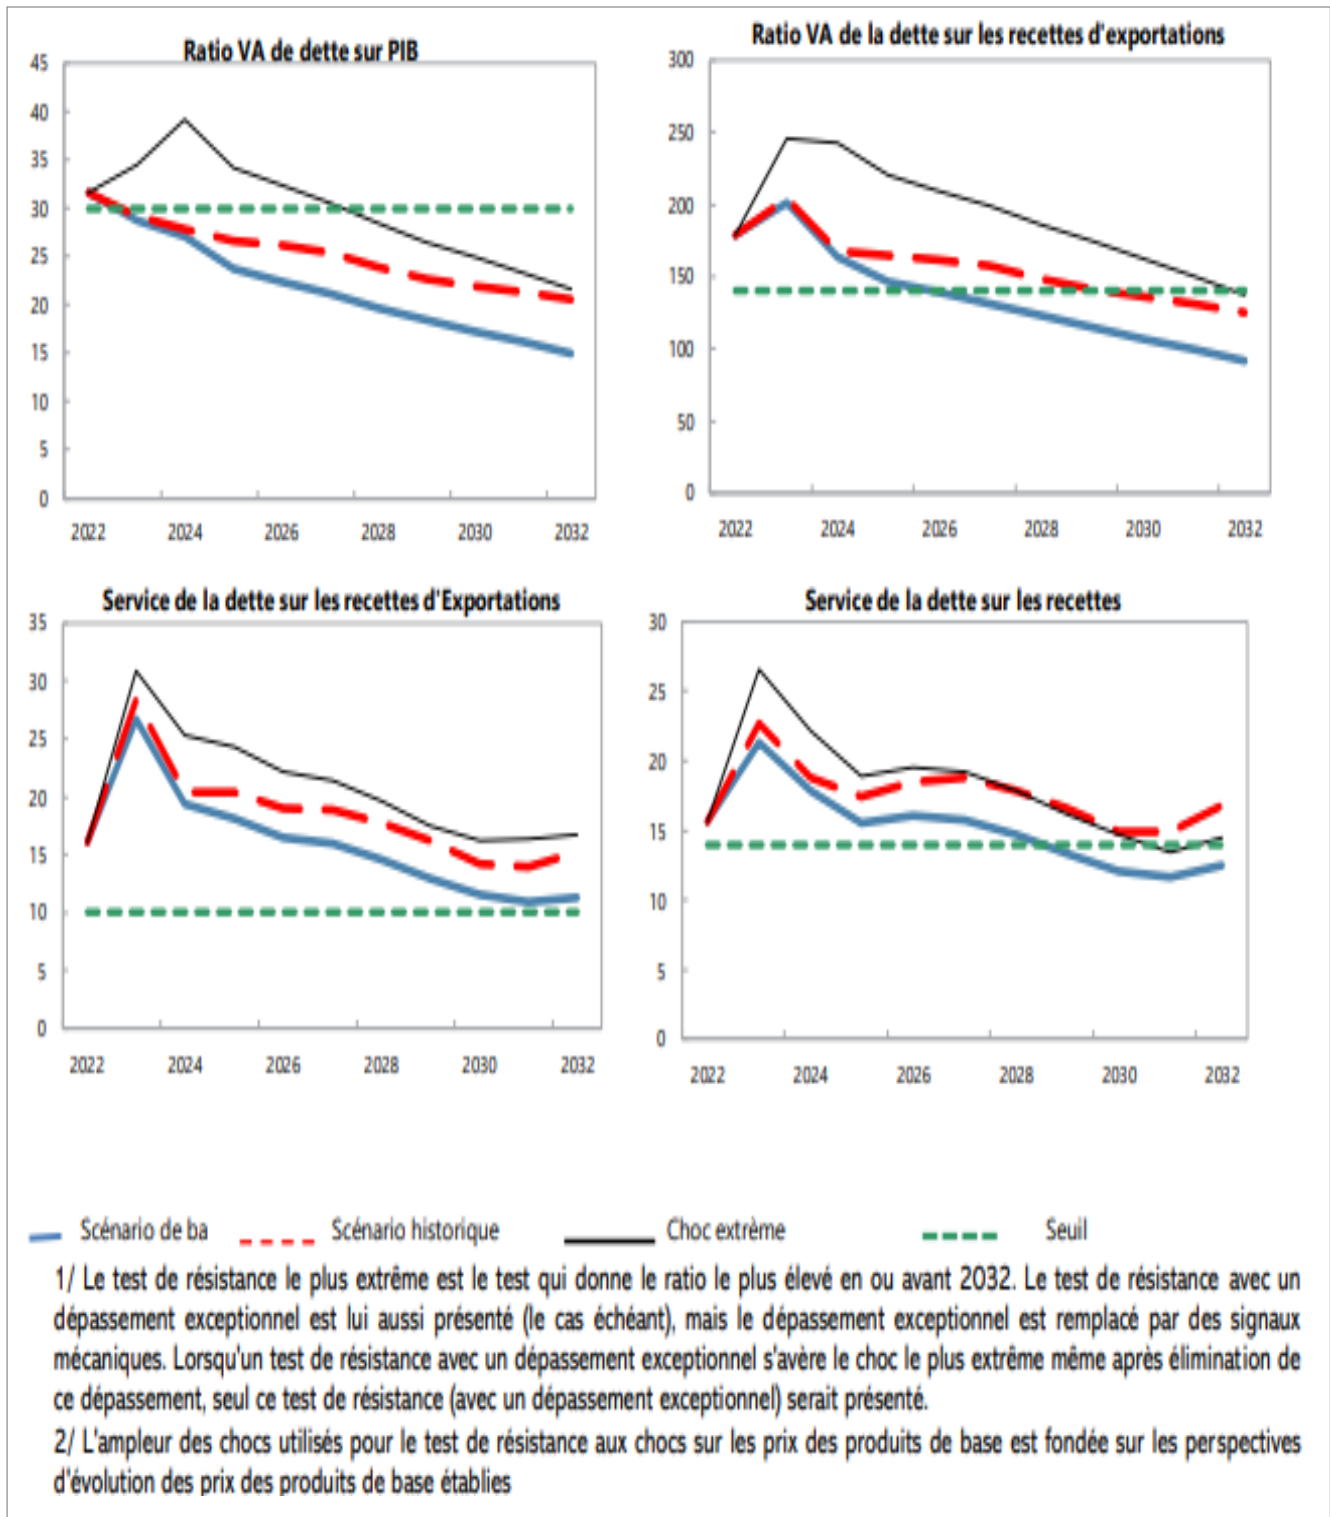 Ratio VA de dette sur PIB
45
40
35
30
25
20
15
10
5
0
2022 2024 2026 2028 2030 2032
Ratio VA de la dette sur les recettes d'exportations
300
250
200
150
100
50
0
2022 2024 2026 2028 2030 2032
Service de la dette sur les recettes d'Exportations
35
30
25
20
15
10
5
0
2022 2024 2026 2028 2030 2032
Service de la dette sur les recettes
30
25
20
15
10
5
0
2022 2024 2026 2028 2030 2032
Scénario de ba Scénario historique Choc extrême Seuil
1/ Le test de résistance le plus extrême est le test qui donne le ratio le plus élevé en ou avant 2032. Le test de résistance avec un
dépassement exceptionnel est lui aussi présenté (le cas échéant), mais le dépassement exceptionnel est remplacé par des signaux
mécaniques. Lorsqu'un test de résistance avec un dépassement exceptionnel s'avère le choc le plus extrême même après élimination de
ce dépassement, seul ce test de résistance (avec un dépassement exceptionnel) serait présenté.
2/ L'ampleur des chocs utilisés pour le test de résistance aux chocs sur les prix des produits de base est fondée sur les perspectives
d'évolution des prix des produits de base établies